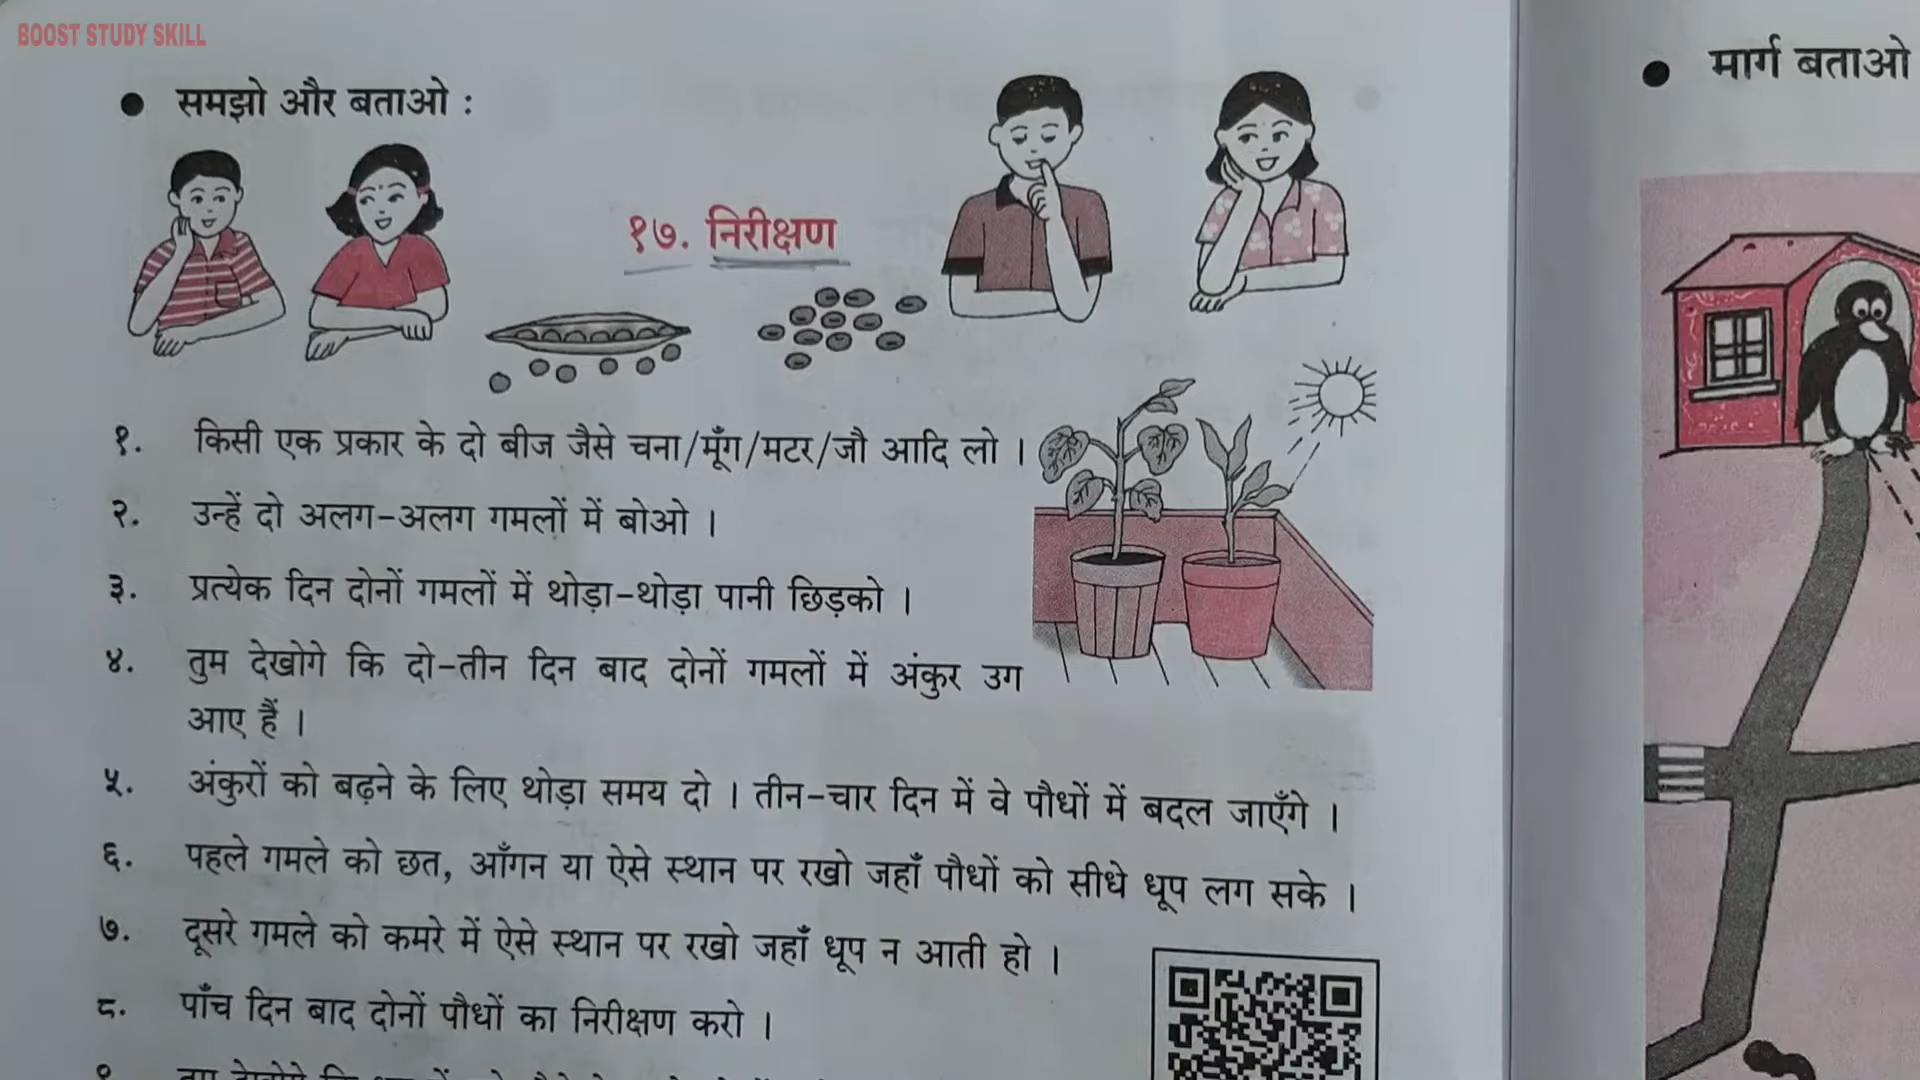 BOOST STUDY SKILL
● समझो और बताओ :
१७. निरीक्षण
१. किसी एक प्रकार के दो बीज जैसे चना/मूँग/मटर/जौ आदि लो ।
२. उन्हें दो अलग-अलग गमलों में बोओ ।
३. प्रत्येक दिन दोनों गमलों में थोड़ा-थोड़ा पानी छिड़को ।
४. तुम देखोगे कि दो-तीन दिन बाद दोनों गमलों में अंकुर उग
आए हैं ।
५. अंकुरों को बढ़ने के लिए थोड़ा समय दो । तीन-चार दिन में वे पौधों में बदल जाएँगे ।
६. पहले गमले को छत, आँगन या ऐसे स्थान पर रखो जहाँ पौधों को सीधे धूप लग सके ।
७. दूसरे गमले को कमरे में ऐसे स्थान पर रखो जहाँ धूप न आती हो ।
८. पाँच दिन बाद दोनों पौधों का निरीक्षण करो ।
● मार्ग बताओ